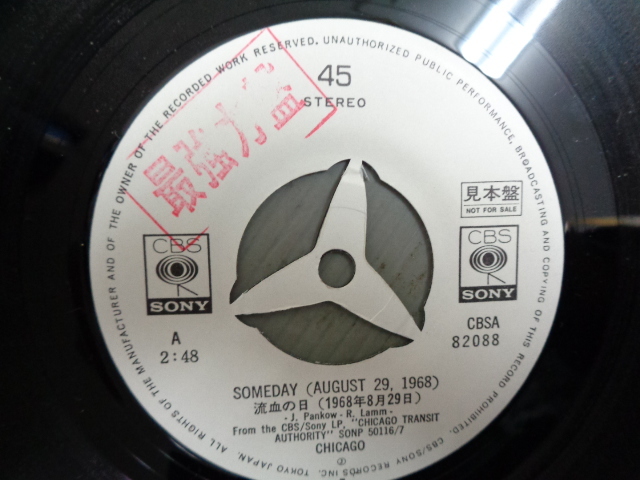 ALL RIGHTS OF THE MANUFACTURER AND OF THE OWNER OF THE RECORDED WORK RESERVED. UNAUTHORIZED PUBLIC PERFORMANCE, BROADCASTING AND COPYING OF THIS RECORD PROHIBITED. CBS/SONY RECORDS INC. TOKYO JAPAN.
45
STEREO
最強力盤
見本盤
NOT FOR SALE
CBS
SONY
CBS
SONY
A
2:48
CBSA
82088
SOMEDAY (AUGUST 29, 1968)
流血の日 (1968年8月29日)
- J. Pankow - R. Lamm -
From the CBS/Sony LP, "CHICAGO TRANSIT
AUTHORITY" SONP 50116/7
CHICAGO
Ⓟ